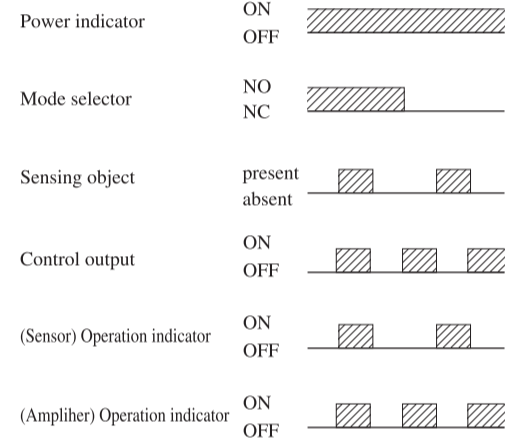 Power indicator ON
OFF
Mode selector NO
NC
Sensing object present
absent
Control output ON
OFF
(Sensor) Operation indicator ON
OFF
(Ampliher) Operation indicator ON
OFF